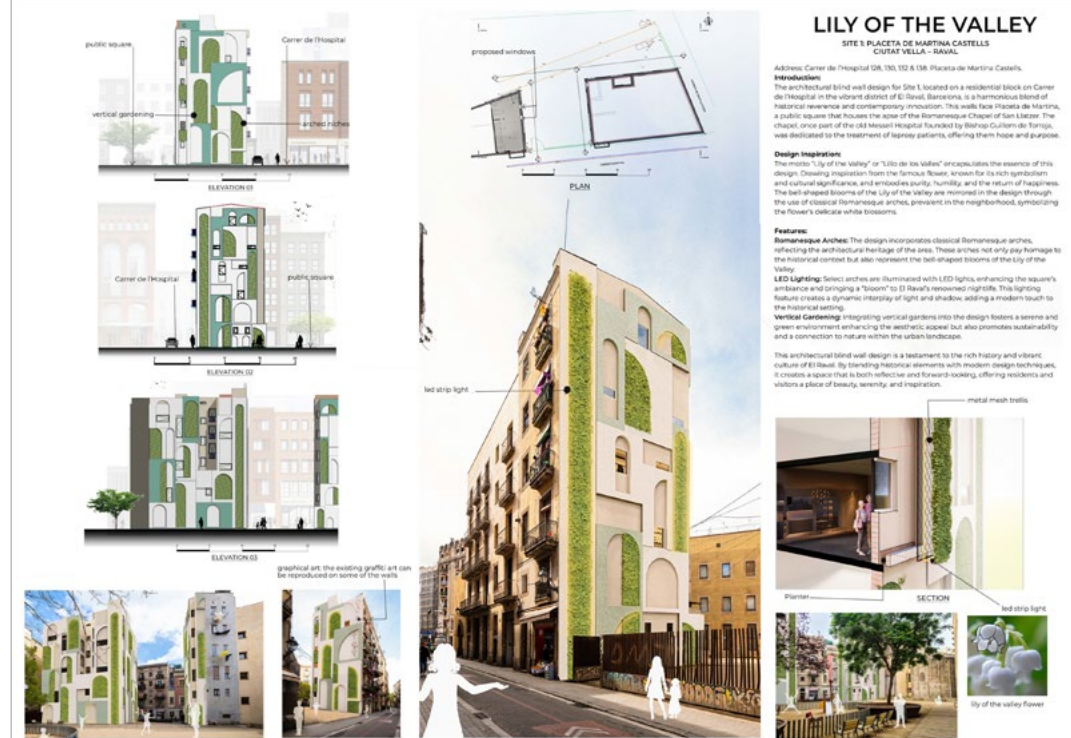 LILY OF THE VALLEY
SITE 1: PLACETA DE MARTINA CASTELLS
CIUTAT VELLA – RAVAL
Address: Carrer de l'Hospital 128, 130, 132 & 138. Placeta de Martina Castells.
Introduction:
The architectural blind wall design for Site 1, located on a residential block on Carrer
de l'Hospital in the vibrant district of El Raval, Barcelona, is a harmonious blend of
historical reverence and contemporary innovation. This walls face Placeta de Martina,
a public square that houses the apse of the Romanesque Chapel of San Llatzer. The
chapel, once part of the old Messell Hospital founded by Bishop Guillem de Torroja,
was dedicated to the treatment of leprosy patients, offering them hope and purpose.
Design Inspiration:
The motto "Lily of the Valley" or "Lillo de los Valles" encapsulates the essence of this
design. Drawing inspiration from the famous flower, known for its rich symbolism
and cultural significance, and embodies purity, humility, and the return of happiness.
The bell-shaped blooms of the Lily of the Valley are mirrored in the design through
the use of classical Romanesque arches, prevalent in the neighborhood, symbolizing
the flower's delicate white blossoms.
Features:
Romanesque Arches: The design incorporates classical Romanesque arches,
reflecting the architectural heritage of the area. These arches not only pay homage to
the historical context but also represent the bell-shaped blooms of the Lily of the
Valley.
LED Lighting: Select arches are illuminated with LED lights, enhancing the square's
ambiance and bringing a "bloom" to El Raval's renowned nightlife. This lighting
feature creates a dynamic interplay of light and shadow, adding a modern touch to
the historical setting.
Vertical Gardening: Integrating vertical gardens into the design fosters a serene and
green environment enhancing the aesthetic appeal but also promotes sustainability
and a connection to nature within the urban landscape.
This architectural blind wall design is a testament to the rich history and vibrant
culture of El Raval. By blending historical elements with modern design techniques,
it creates a space that is both reflective and forward-looking, offering residents and
visitors a place of beauty, serenity, and inspiration.
public square
Carrer de l'Hospital
vertical gardening
arched niches
ELEVATION 01
Carrer de l'Hospital
public square
ELEVATION 02
ELEVATION 03
graphical art: the existing graffiti art can
be reproduced on some of the walls
proposed windows
PLAN
led strip light
metal mesh trellis
Planter
SECTION
led strip light
lily of the valley flower